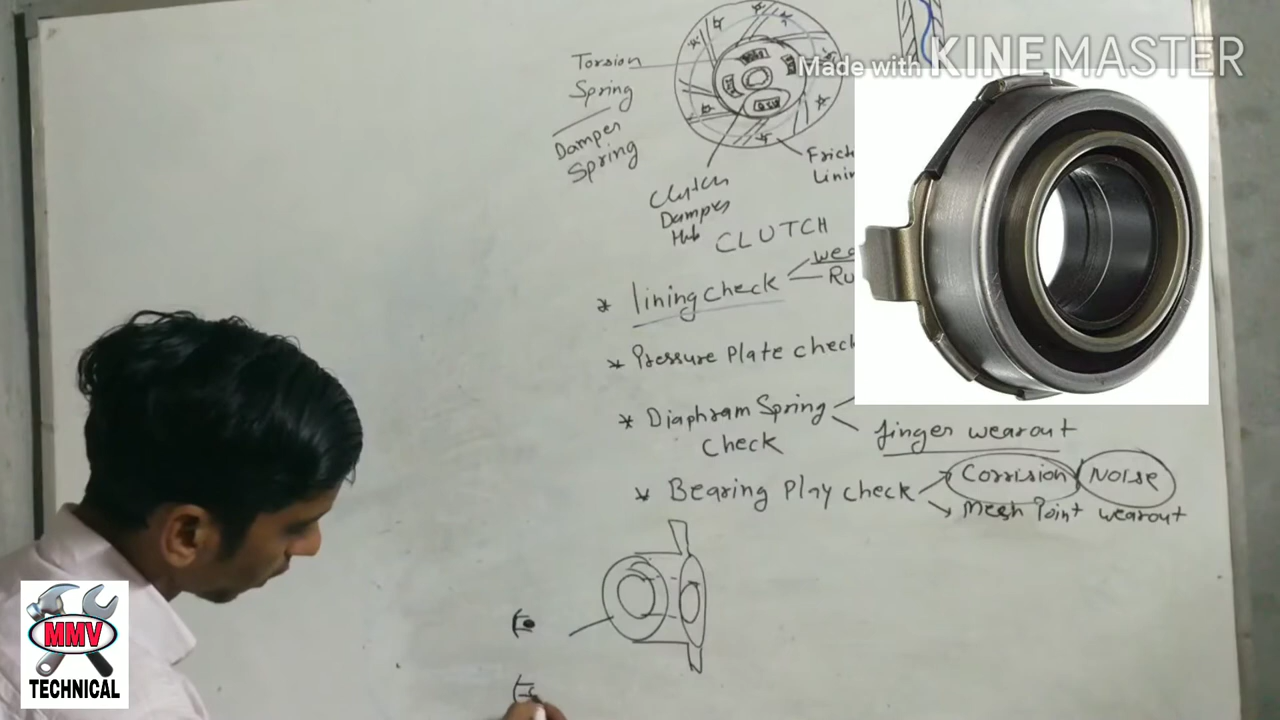 Made with KINEMASTER
Torsion
Spring
Damper
Spring
Frict
Lining
Clutch
Damper
Hub
CLUTCH
* lining check
wea
Ru
* Pressure Plate check
* Diaphram Spring
check
finger wearout
* Bearing Play check
Corrision
Noise
Mesh Point wearout
MMV
TECHNICAL